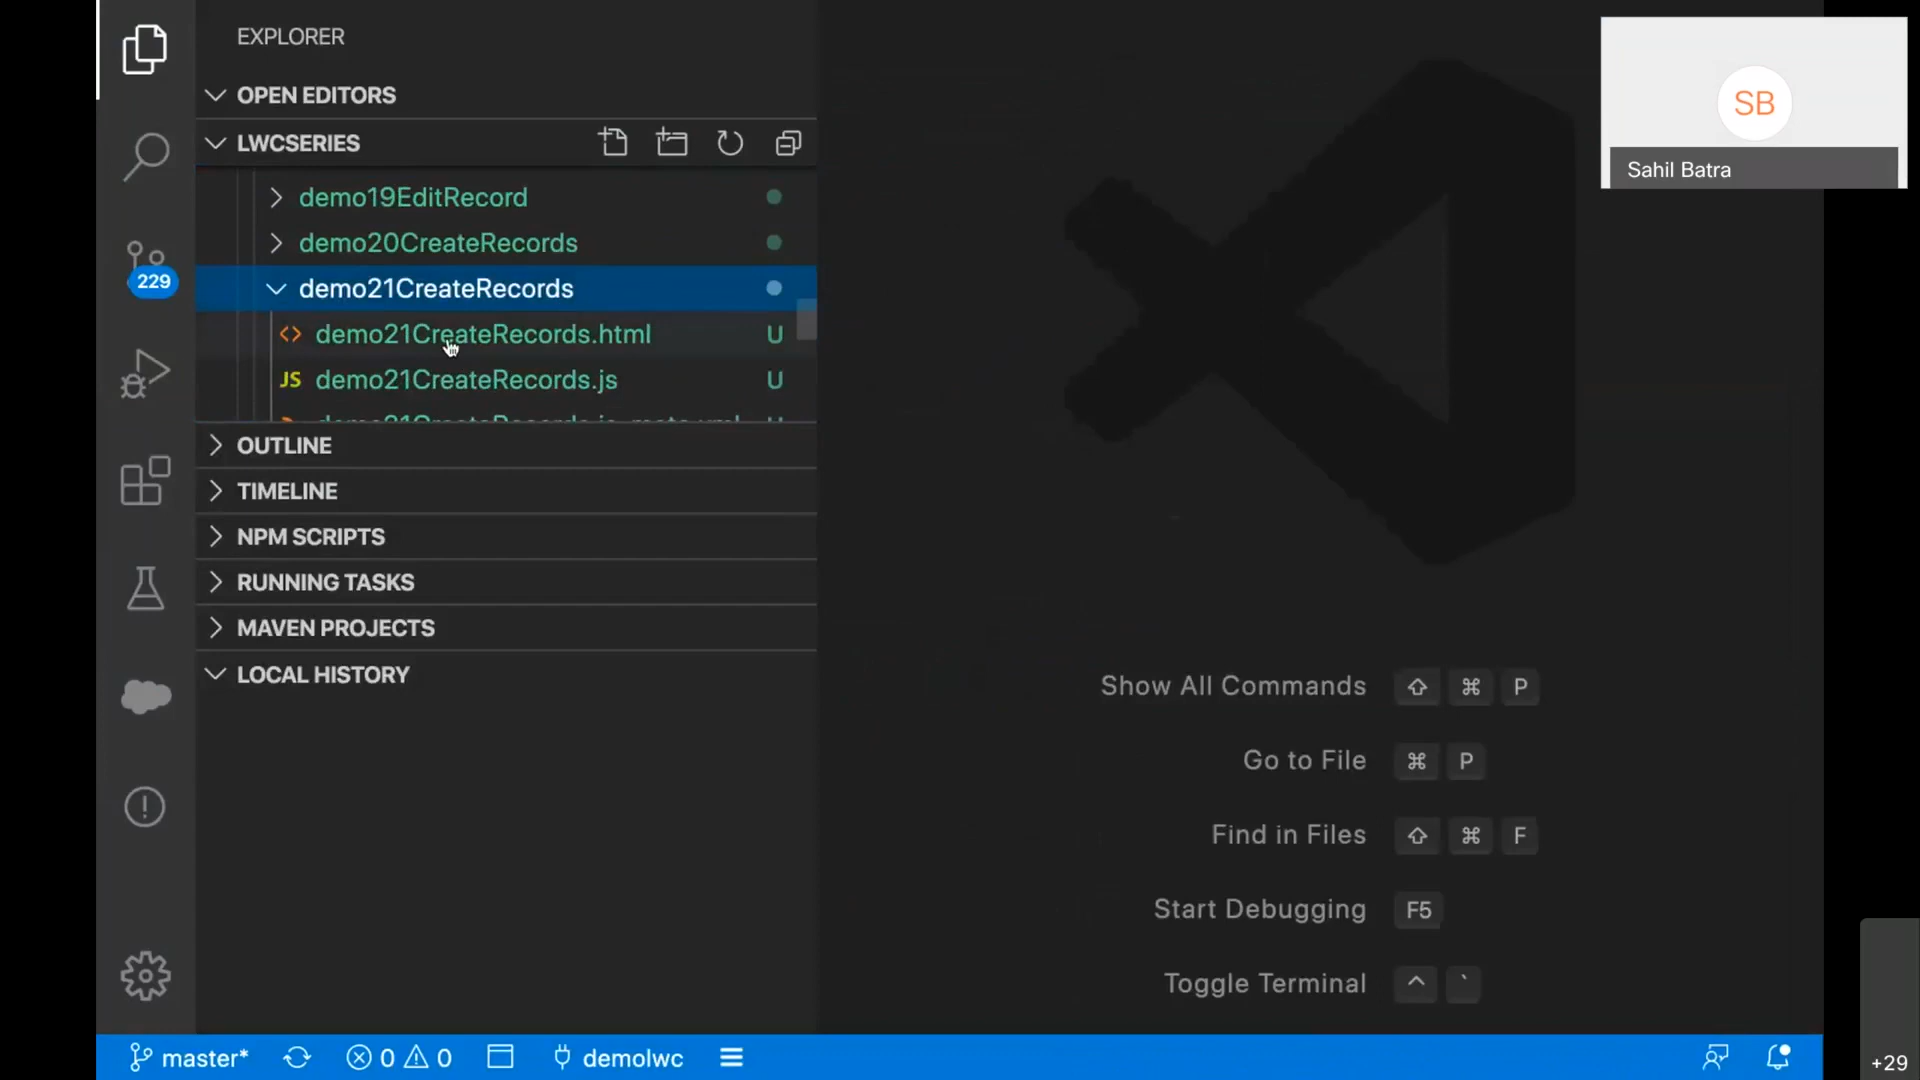 EXPLORER
OPEN EDITORS
LWCSERIES
demo19EditRecord
demo20CreateRecords
229
demo21CreateRecords
<> demo21CreateRecords.html U
JS demo21CreateRecords.js U
OUTLINE
TIMELINE
NPM SCRIPTS
RUNNING TASKS
MAVEN PROJECTS
LOCAL HISTORY
SB
Sahil Batra
Show All Commands ⇧ ⌘ P
Go to File ⌘ P
Find in Files ⇧ ⌘ F
Start Debugging F5
Toggle Terminal ^ `
master* 0 0 demolwc
+29